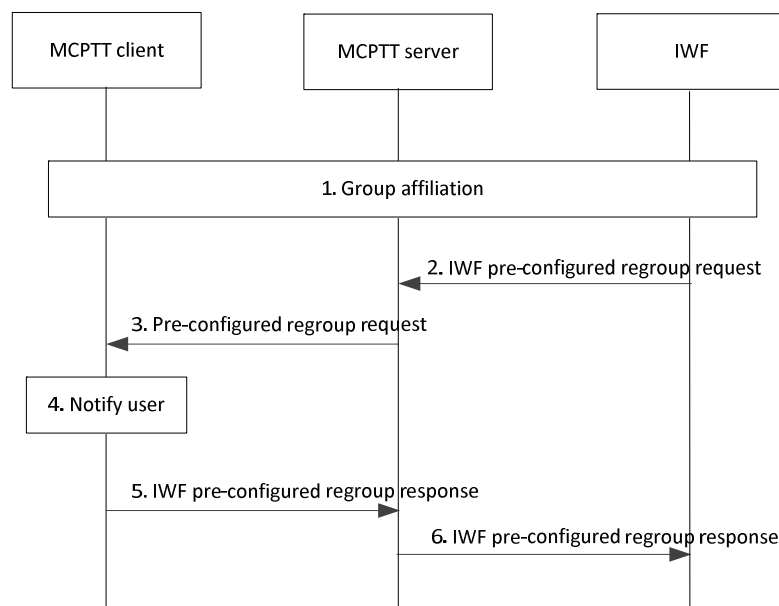 MCPTT client
MCPTT server
IWF
1. Group affiliation
2. IWF pre-configured regroup request
3. Pre-configured regroup request
4. Notify user
5. IWF pre-configured regroup response
6. IWF pre-configured regroup response